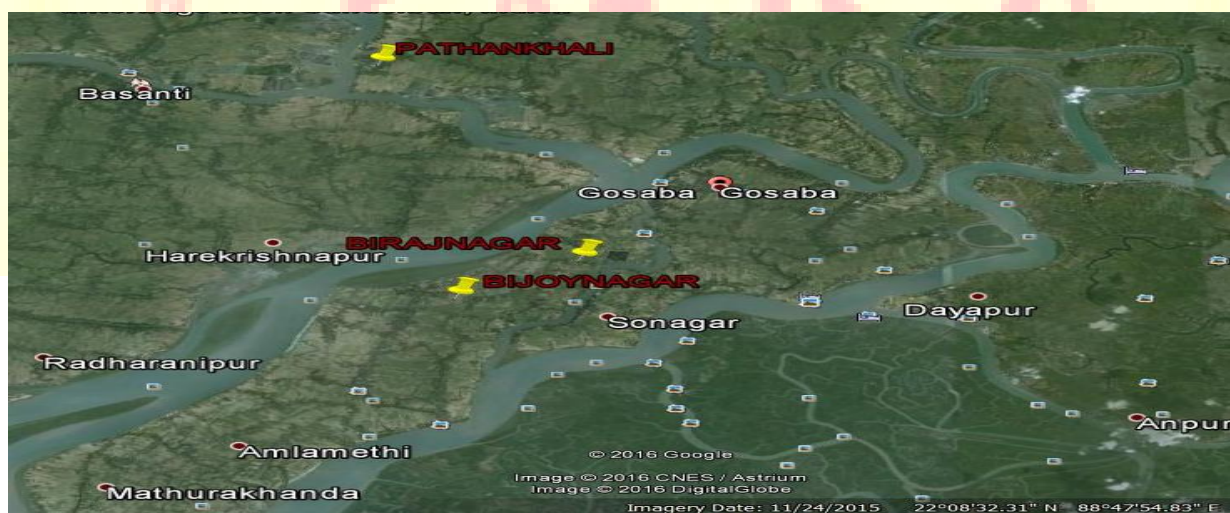 PATHANKHALI
Basanti
Gosaba Gosaba
BIRAJNAGAR
Harekrishnapur
BIJOYNAGAR
Sonagar
Dayapur
Radharanipur
Anpur
Amlamethi
© 2016 Google
Image © 2016 CNES / Astrium
Image © 2016 DigitalGlobe
Mathurakhanda
Imagery Date: 11/24/2015 22°08'32.31" N 88°47'54.83" E